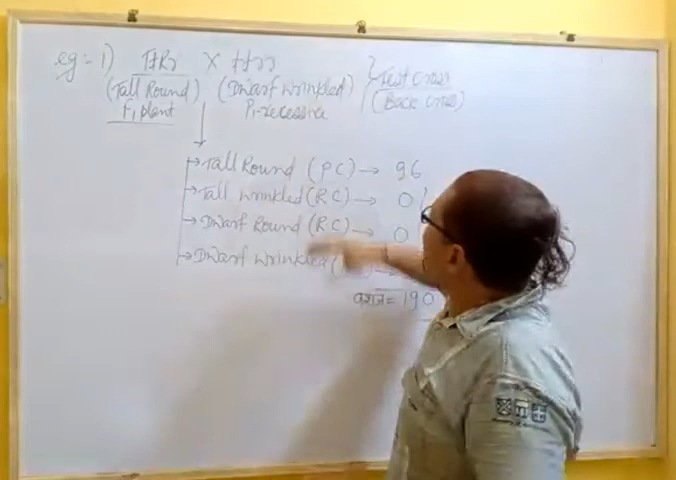 eg = 1) TtRr X ttrr } Test Cross
(Tall Round) (Dwarf wrinkled) (Back cross)
F₁ plant P₁-recessive
→ Tall Round (PC) → 96
→ Tall wrinkled (RC) → 0
→ Dwarf Round (RC) → 0
→ Dwarf wrinkled
= 190